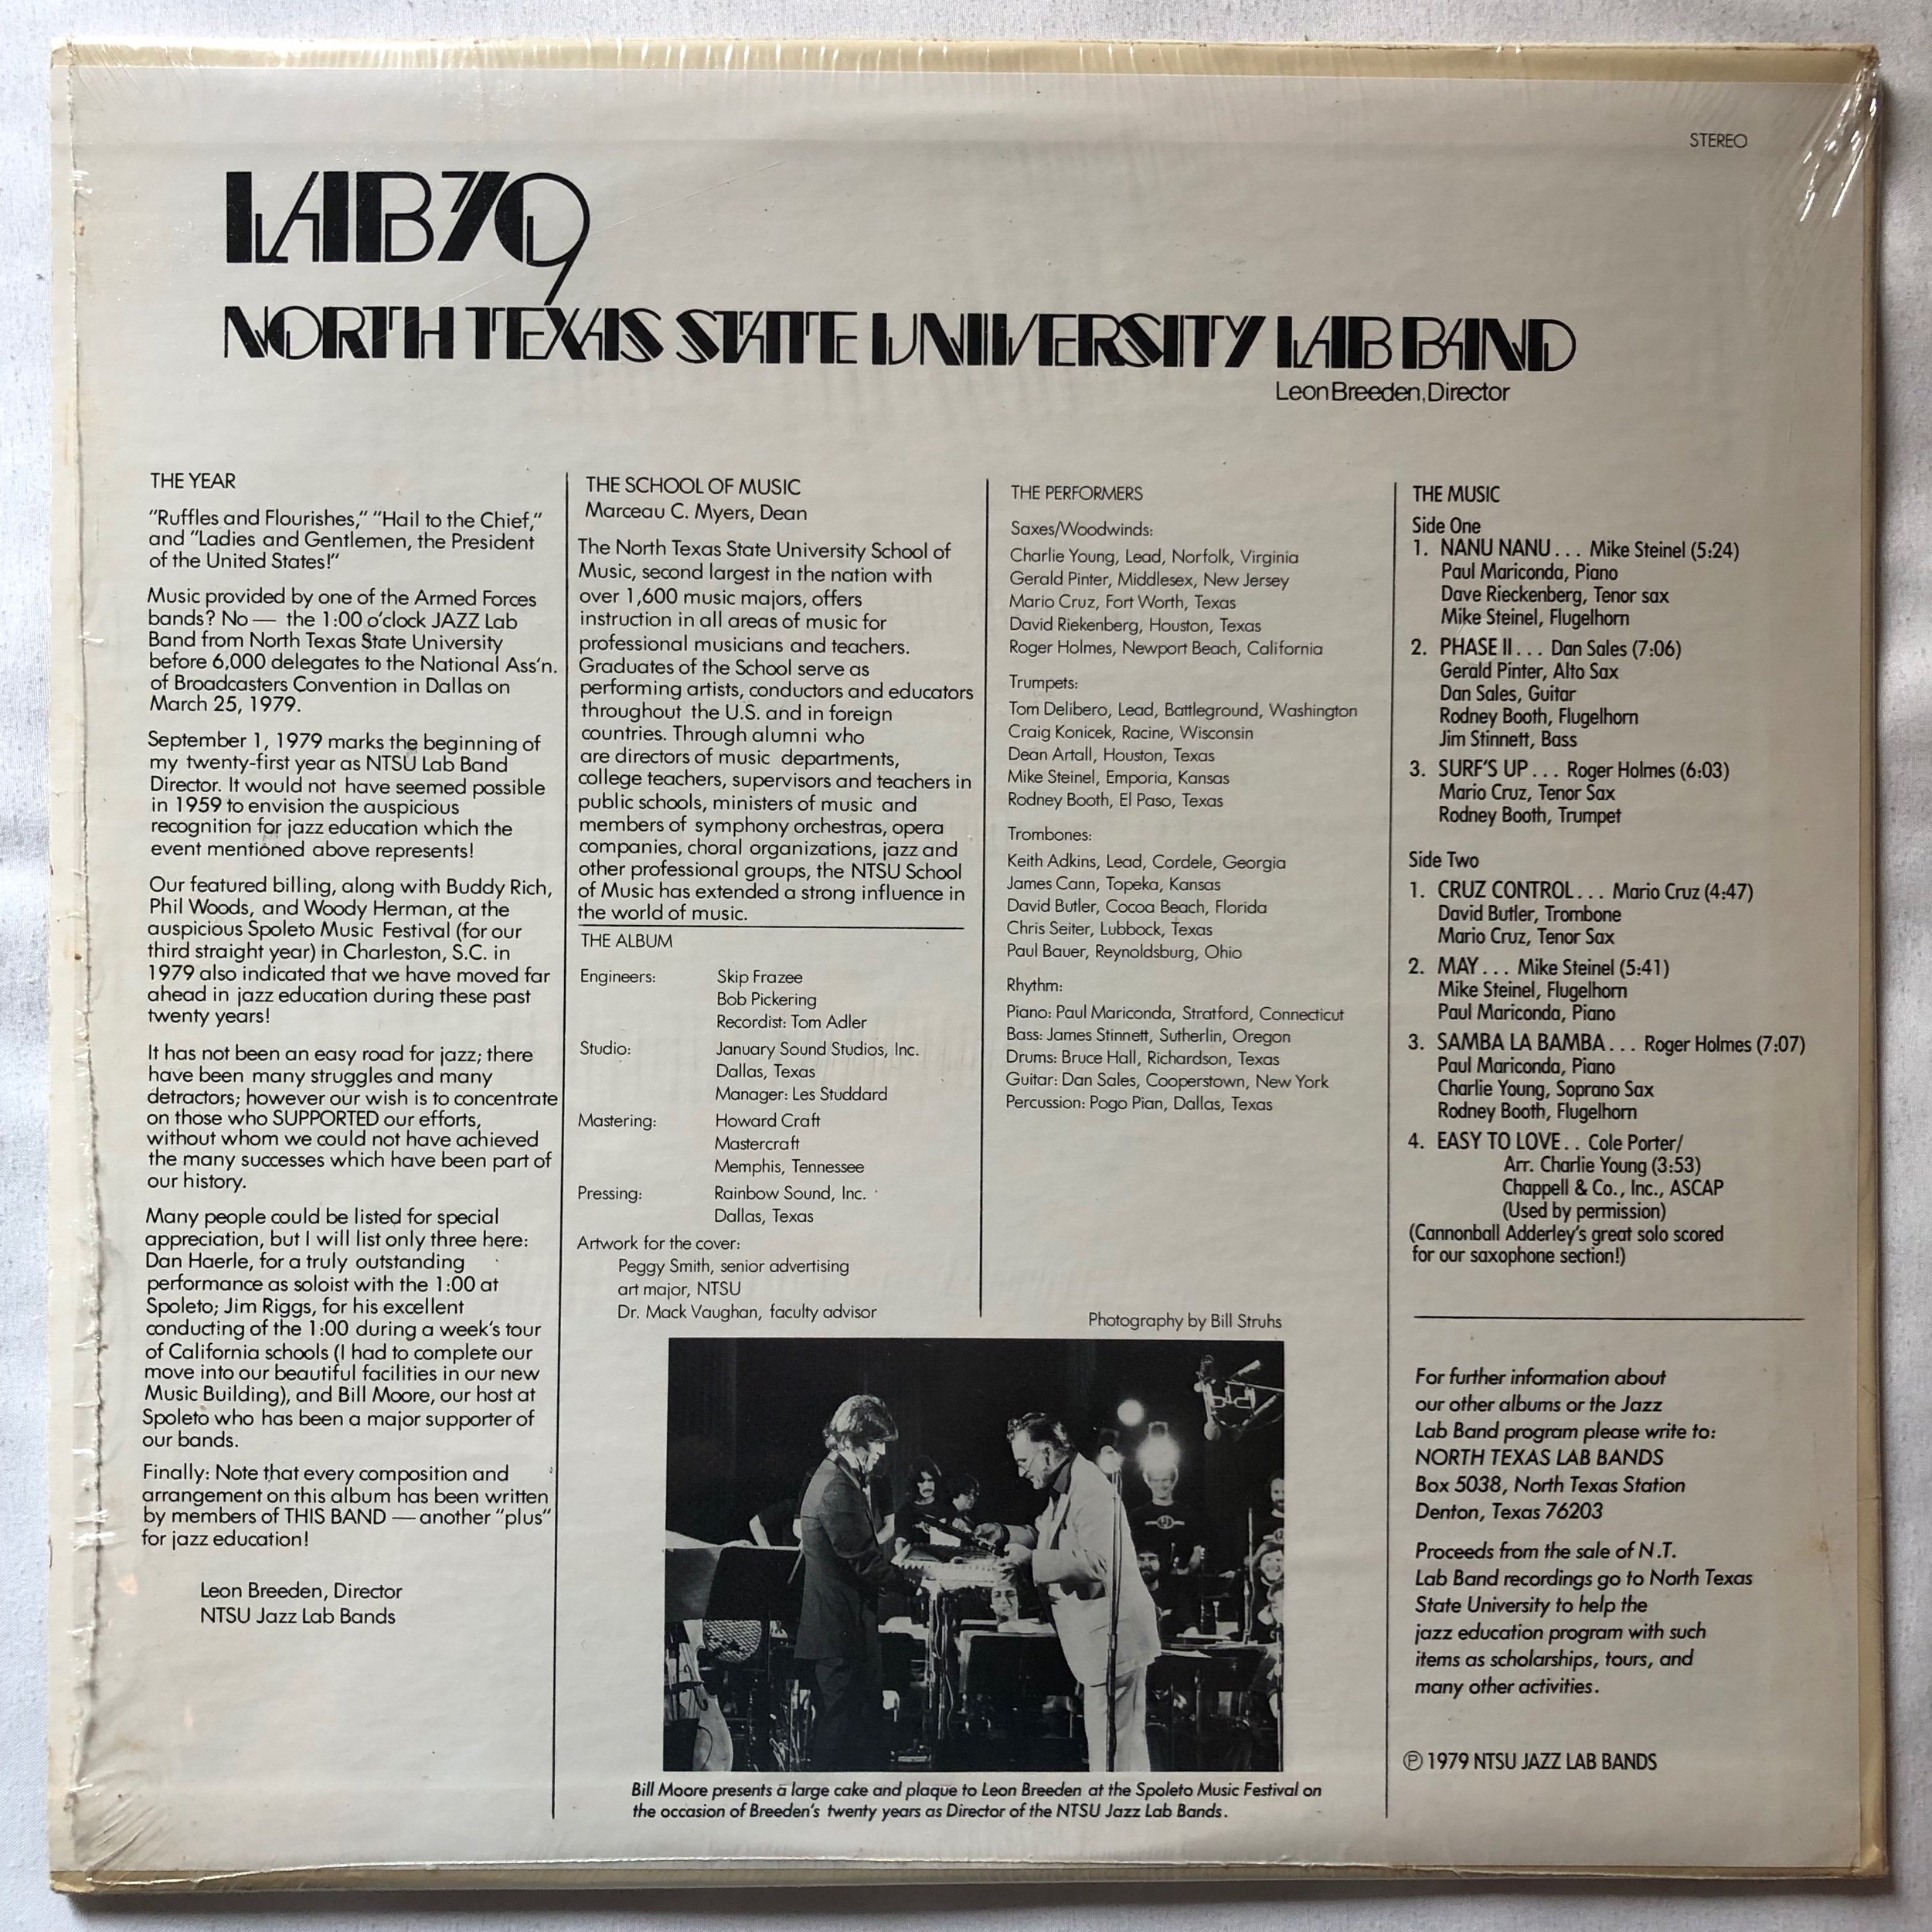 STEREO
LAB 79
NORTH TEXAS STATE UNIVERSITY LAB BAND
Leon Breeden, Director
THE YEAR
"Ruffles and Flourishes," "Hail to the Chief,"
and "Ladies and Gentlemen, the President
of the United States!"
Music provided by one of the Armed Forces
bands? No — the 1:00 o'clock JAZZ Lab
Band from North Texas State University
before 6,000 delegates to the National Ass'n.
of Broadcasters Convention in Dallas on
March 25, 1979.
September 1, 1979 marks the beginning of
my twenty-first year as NTSU Lab Band
Director. It would not have seemed possible
in 1959 to envision the auspicious
recognition for jazz education which the
event mentioned above represents!
Our featured billing, along with Buddy Rich,
Phil Woods, and Woody Herman, at the
auspicious Spoleto Music Festival (for our
third straight year) in Charleston, S.C. in
1979 also indicated that we have moved far
ahead in jazz education during these past
twenty years!
It has not been an easy road for jazz; there
have been many struggles and many
detractors; however our wish is to concentrate
on those who SUPPORTED our efforts,
without whom we could not have achieved
the many successes which have been part of
our history.
Many people could be listed for special
appreciation, but I will list only three here:
Dan Haerle, for a truly outstanding
performance as soloist with the 1:00 at
Spoleto; Jim Riggs, for his excellent
conducting of the 1:00 during a week's tour
of California schools (I had to complete our
move into our beautiful facilities in our new
Music Building), and Bill Moore, our host at
Spoleto who has been a major supporter of
our bands.
Finally: Note that every composition and
arrangement on this album has been written
by members of THIS BAND — another "plus"
for jazz education!
Leon Breeden, Director
NTSU Jazz Lab Bands
THE SCHOOL OF MUSIC
Marceau C. Myers, Dean
The North Texas State University School of
Music, second largest in the nation with
over 1,600 music majors, offers
instruction in all areas of music for
professional musicians and teachers.
Graduates of the School serve as
performing artists, conductors and educators
throughout the U.S. and in foreign
countries. Through alumni who
are directors of music departments,
college teachers, supervisors and teachers in
public schools, ministers of music and
members of symphony orchestras, opera
companies, choral organizations, jazz and
other professional groups, the NTSU School
of Music has extended a strong influence in
the world of music.
THE ALBUM
Engineers: Skip Frazee
Bob Pickering
Recordist: Tom Adler
Studio: January Sound Studios, Inc.
Dallas, Texas
Manager: Les Studdard
Mastering: Howard Craft
Mastercraft
Memphis, Tennessee
Pressing: Rainbow Sound, Inc.
Dallas, Texas
Artwork for the cover:
Peggy Smith, senior advertising
art major, NTSU
Dr. Mack Vaughan, faculty advisor
THE PERFORMERS
Saxes/Woodwinds:
Charlie Young, Lead, Norfolk, Virginia
Gerald Pinter, Middlesex, New Jersey
Mario Cruz, Fort Worth, Texas
David Riekenberg, Houston, Texas
Roger Holmes, Newport Beach, California
Trumpets:
Tom Delibero, Lead, Battleground, Washington
Craig Konicek, Racine, Wisconsin
Dean Artall, Houston, Texas
Mike Steinel, Emporia, Kansas
Rodney Booth, El Paso, Texas
Trombones:
Keith Adkins, Lead, Cordele, Georgia
James Cann, Topeka, Kansas
David Butler, Cocoa Beach, Florida
Chris Seiter, Lubbock, Texas
Paul Bauer, Reynoldsburg, Ohio
Rhythm:
Piano: Paul Mariconda, Stratford, Connecticut
Bass: James Stinnett, Sutherlin, Oregon
Drums: Bruce Hall, Richardson, Texas
Guitar: Dan Sales, Cooperstown, New York
Percussion: Pogo Pian, Dallas, Texas
Photography by Bill Struhs
Bill Moore presents a large cake and plaque to Leon Breeden at the Spoleto Music Festival on
the occasion of Breeden's twenty years as Director of the NTSU Jazz Lab Bands.
THE MUSIC
Side One
1. NANU NANU . . . Mike Steinel (5:24)
Paul Mariconda, Piano
Dave Rieckenberg, Tenor sax
Mike Steinel, Flugelhorn
2. PHASE II . . . Dan Sales (7:06)
Gerald Pinter, Alto Sax
Dan Sales, Guitar
Rodney Booth, Flugelhorn
Jim Stinnett, Bass
3. SURF'S UP . . . Roger Holmes (6:03)
Mario Cruz, Tenor Sax
Rodney Booth, Trumpet
Side Two
1. CRUZ CONTROL . . . Mario Cruz (4:47)
David Butler, Trombone
Mario Cruz, Tenor Sax
2. MAY . . . Mike Steinel (5:41)
Mike Steinel, Flugelhorn
Paul Mariconda, Piano
3. SAMBA LA BAMBA . . . Roger Holmes (7:07)
Paul Mariconda, Piano
Charlie Young, Soprano Sax
Rodney Booth, Flugelhorn
4. EASY TO LOVE . . Cole Porter/
Arr. Charlie Young (3:53)
Chappell & Co., Inc., ASCAP
(Used by permission)
(Cannonball Adderley's great solo scored
for our saxophone section!)
For further information about
our other albums or the Jazz
Lab Band program please write to:
NORTH TEXAS LAB BANDS
Box 5038, North Texas Station
Denton, Texas 76203
Proceeds from the sale of N.T.
Lab Band recordings go to North Texas
State University to help the
jazz education program with such
items as scholarships, tours, and
many other activities.
℗ 1979 NTSU JAZZ LAB BANDS